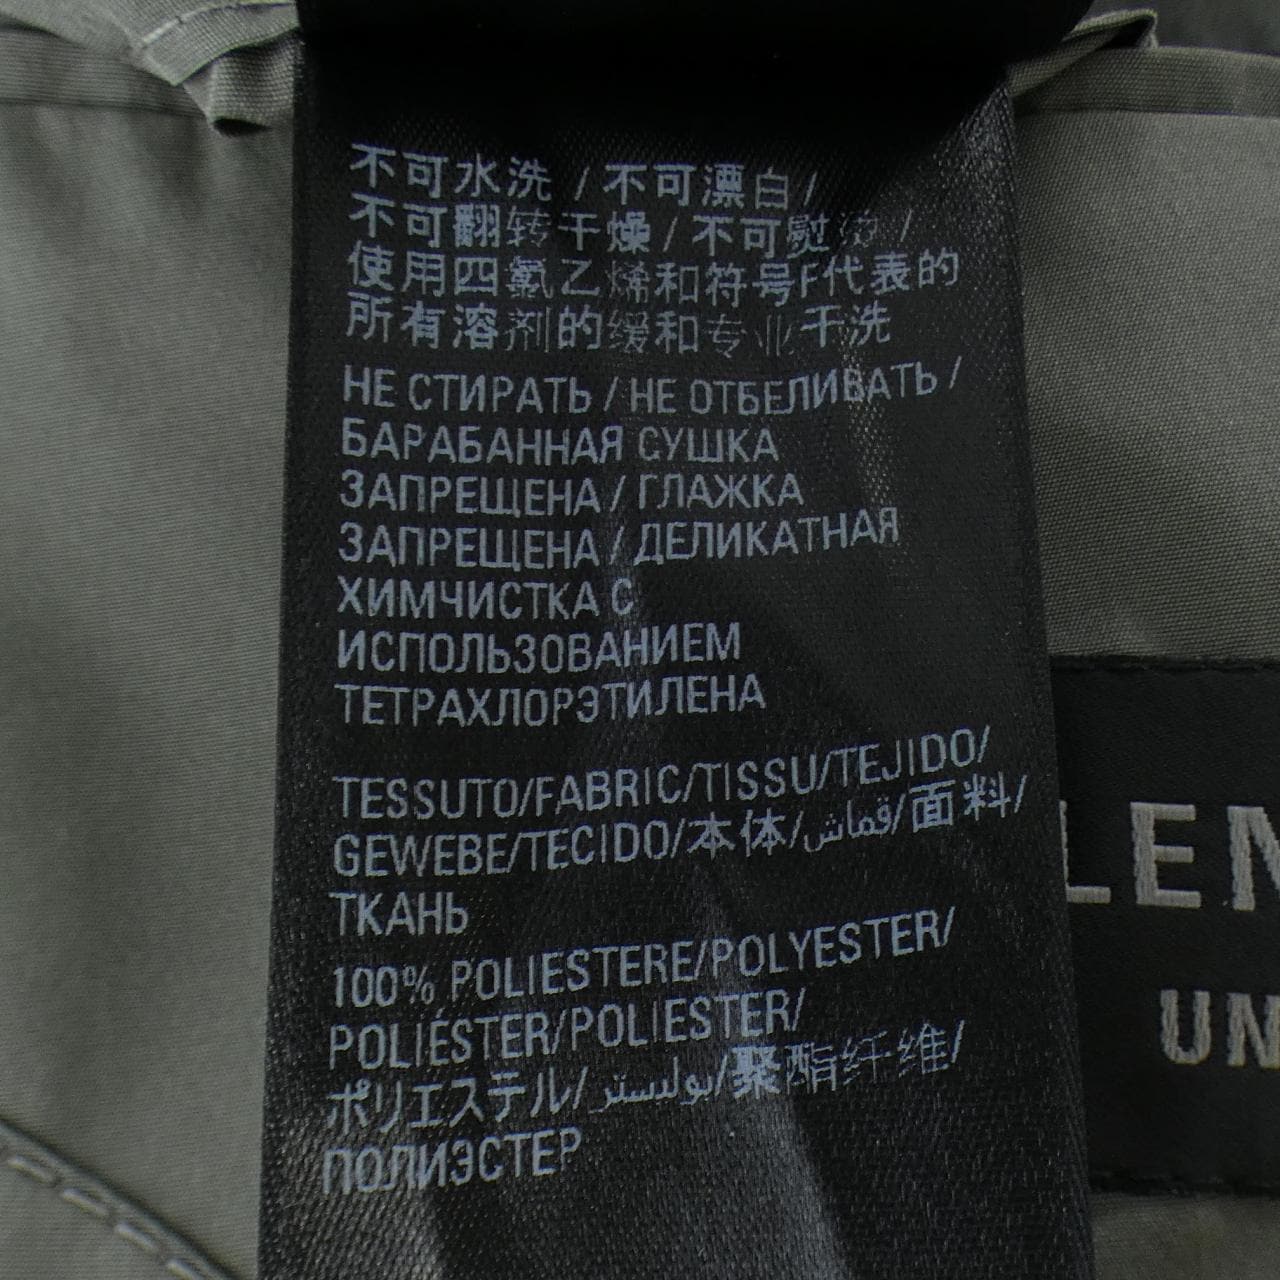 不可水洗 / 不可漂白 /
不可翻转干燥 / 不可熨烫 /
使用四氯乙烯和符号F代表的
所有溶剂的缓和专业干洗
НЕ СТИРАТЬ / НЕ ОТБЕЛИВАТЬ /
БАРАБАННАЯ СУШКА
ЗАПРЕЩЕНА / ГЛАЖКА
ЗАПРЕЩЕНА / ДЕЛИКАТНАЯ
ХИМЧИСТКА С
ИСПОЛЬЗОВАНИЕМ
ТЕТРАХЛОРЭТИЛЕНА
TESSUTO/FABRIC/TISSU/TEJIDO/
GEWEBE/TECIDO/本体/قماش/面料/
ТКАНЬ
100% POLIESTERE/POLYESTER/
POLIÉSTER/POLIESTER/
ポリエステル/بوليستر/聚酯纤维/
ПОЛИЭСТЕР
LEN
UN